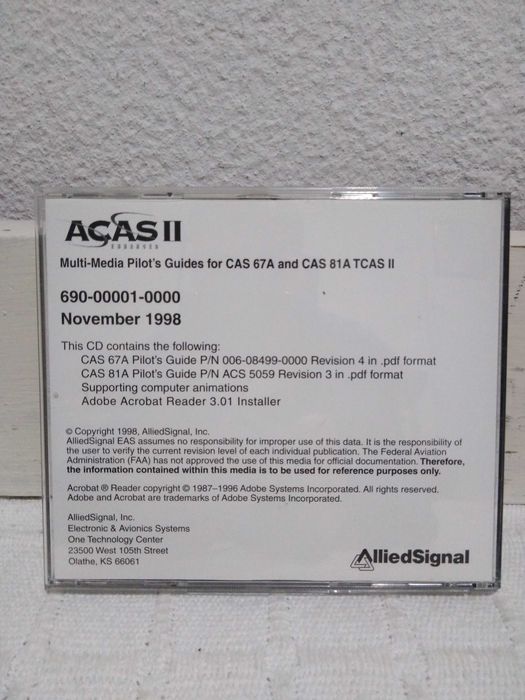 ACAS II
ENHANCED
Multi-Media Pilot's Guides for CAS 67A and CAS 81A TCAS II
690-00001-0000
November 1998
This CD contains the following:
CAS 67A Pilot's Guide P/N 006-08499-0000 Revision 4 in .pdf format
CAS 81A Pilot's Guide P/N ACS 5059 Revision 3 in .pdf format
Supporting computer animations
Adobe Acrobat Reader 3.01 Installer
© Copyright 1998, AlliedSignal, Inc.
AlliedSignal EAS assumes no responsibility for improper use of this data. It is the responsibility of
the user to verify the current revision level of each individual publication. The Federal Aviation
Administration (FAA) has not approved the use of this media for official documentation. Therefore,
the information contained within this media is to be used for reference purposes only.
Acrobat ® Reader copyright © 1987–1996 Adobe Systems Incorporated. All rights reserved.
Adobe and Acrobat are trademarks of Adobe Systems Incorporated.
AlliedSignal, Inc.
Electronic & Avionics Systems
One Technology Center
23500 West 105th Street
Olathe, KS 66061
AlliedSignal